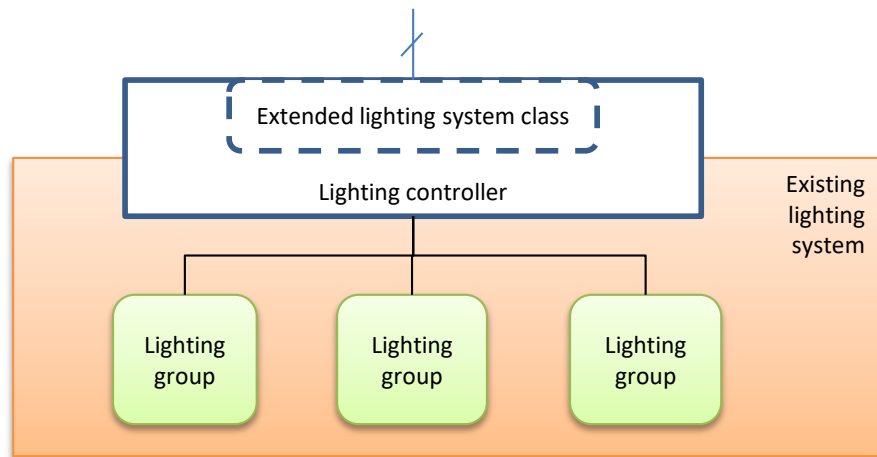 Extended lighting system class
Lighting controller
Existing
lighting
system
Lighting
group
Lighting
group
Lighting
group